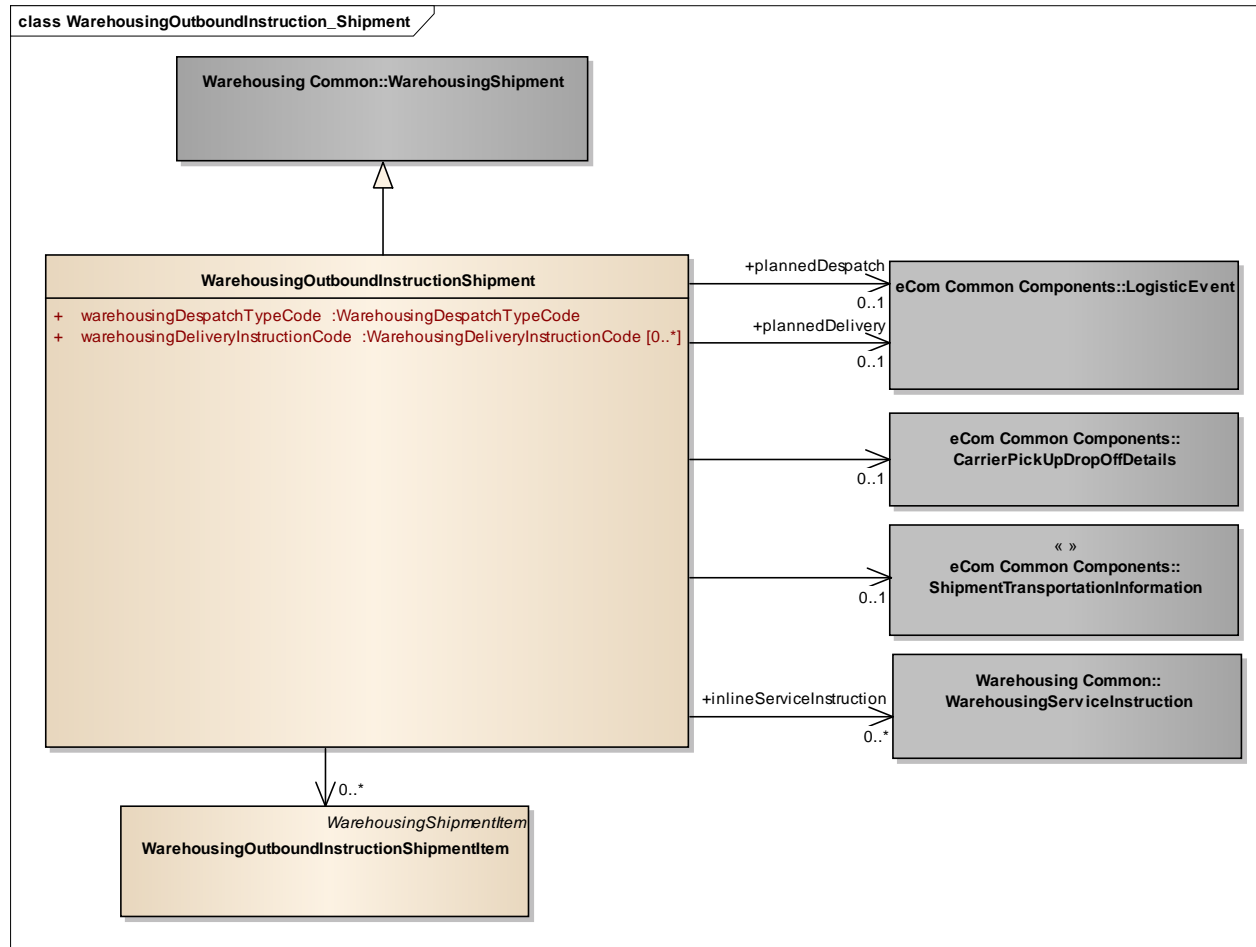 class WarehousingOutboundInstruction_Shipment
Warehousing Common::WarehousingShipment
WarehousingOutboundInstructionShipment
+ warehousingDespatchTypeCode :WarehousingDespatchTypeCode
+ warehousingDeliveryInstructionCode :WarehousingDeliveryInstructionCode [0..*]
+plannedDespatch
0..1
+plannedDelivery
0..1
eCom Common Components::LogisticEvent
eCom Common Components::
CarrierPickUpDropOffDetails
0..1
« »
eCom Common Components::
ShipmentTransportationInformation
0..1
Warehousing Common::
WarehousingServiceInstruction
+inlineServiceInstruction
0..*
0..*
WarehousingShipmentItem
WarehousingOutboundInstructionShipmentItem